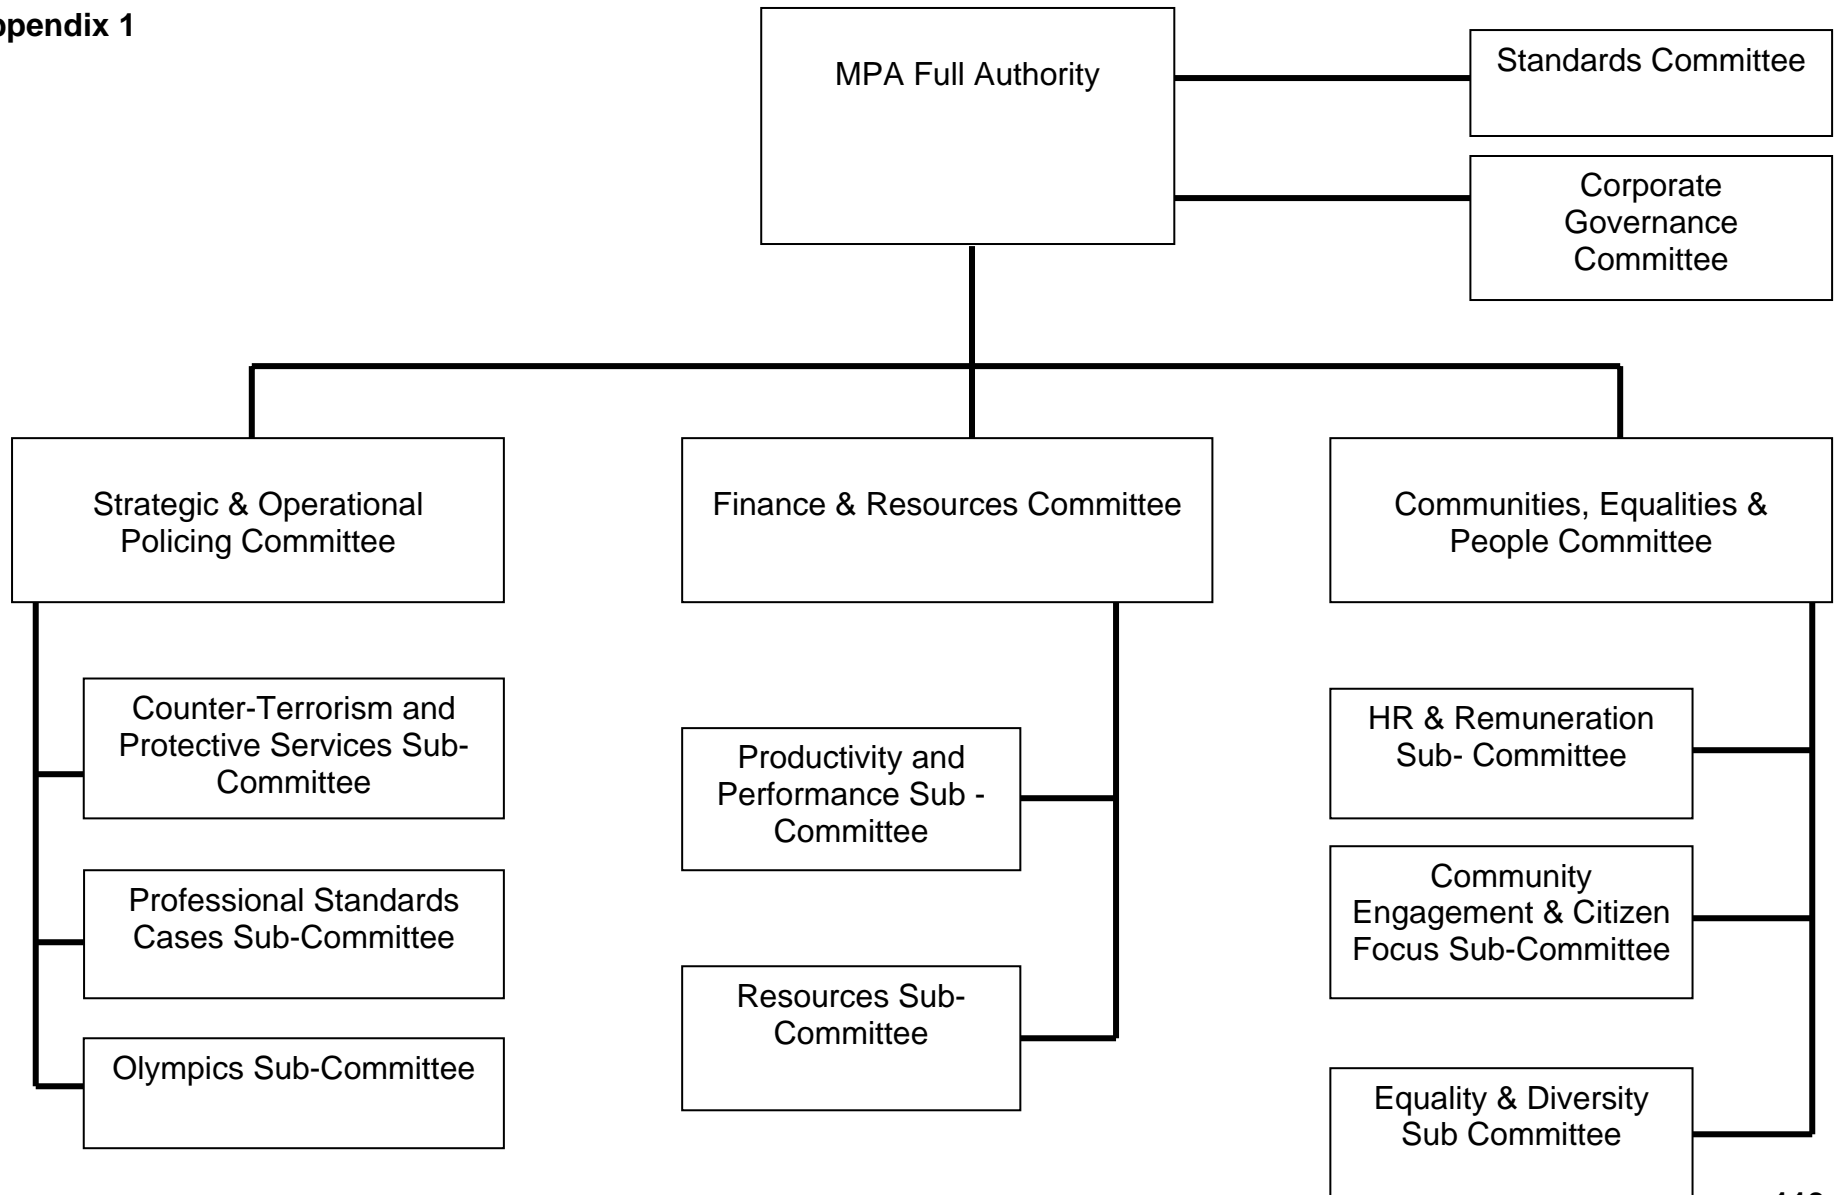 MPA Full Authority
Standards Committee
Corporate
Governance
Committee
Strategic & Operational
Policing Committee
Finance & Resources Committee
Communities, Equalities &
People Committee
Counter-Terrorism and
Protective Services Sub-
Committee
Professional Standards
Cases Sub-Committee
Olympics Sub-Committee
Productivity and
Performance Sub -
Committee
Resources Sub-
Committee
HR & Remuneration
Sub- Committee
Community
Engagement & Citizen
Focus Sub-Committee
Equality & Diversity
Sub Committee